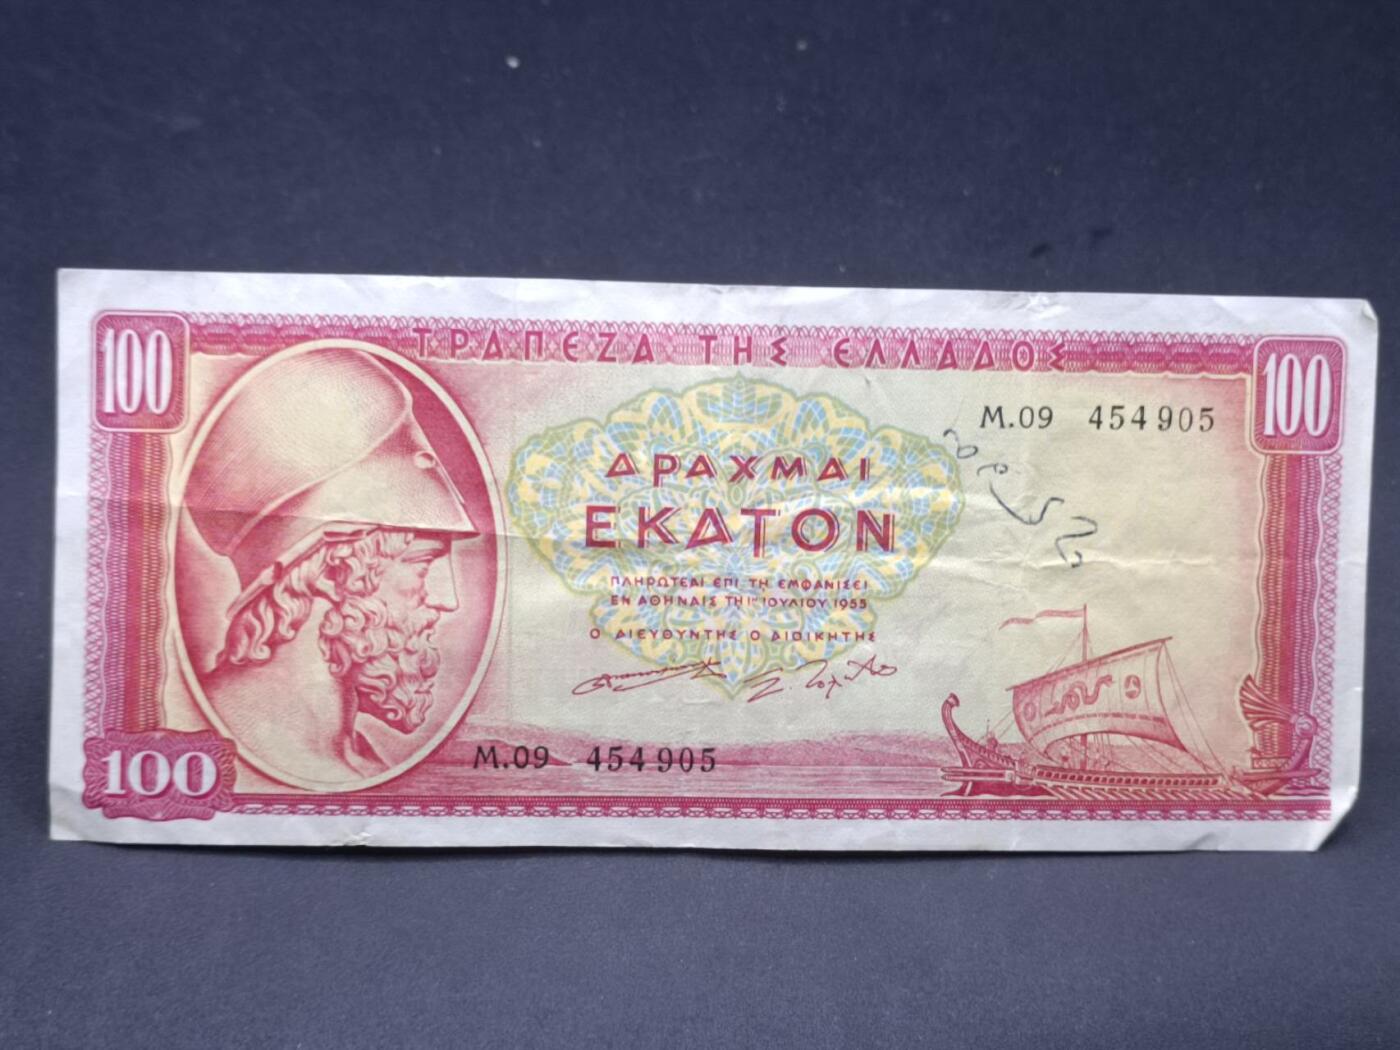 100
ΤΡΑΠΕΖΑ ΤΗΣ ΕΛΛΑΔΟΣ
100
Μ.09 454905
ΔΡΑΧΜΑΙ
ΕΚΑΤΟΝ
ΠΛΗΡΩΤΕΑΙ ΕΠΙ ΤΗ ΕΜΦΑΝΙΣΕΙ
ΕΝ ΑΘΗΝΑΙΣ ΤΗ 1ῃ ΙΟΥΛΙΟΥ 1955
Ο ΔΙΕΥΘΥΝΤΗΣ Ο ΔΙΟΙΚΗΤΗΣ
Μ.09 454905
100